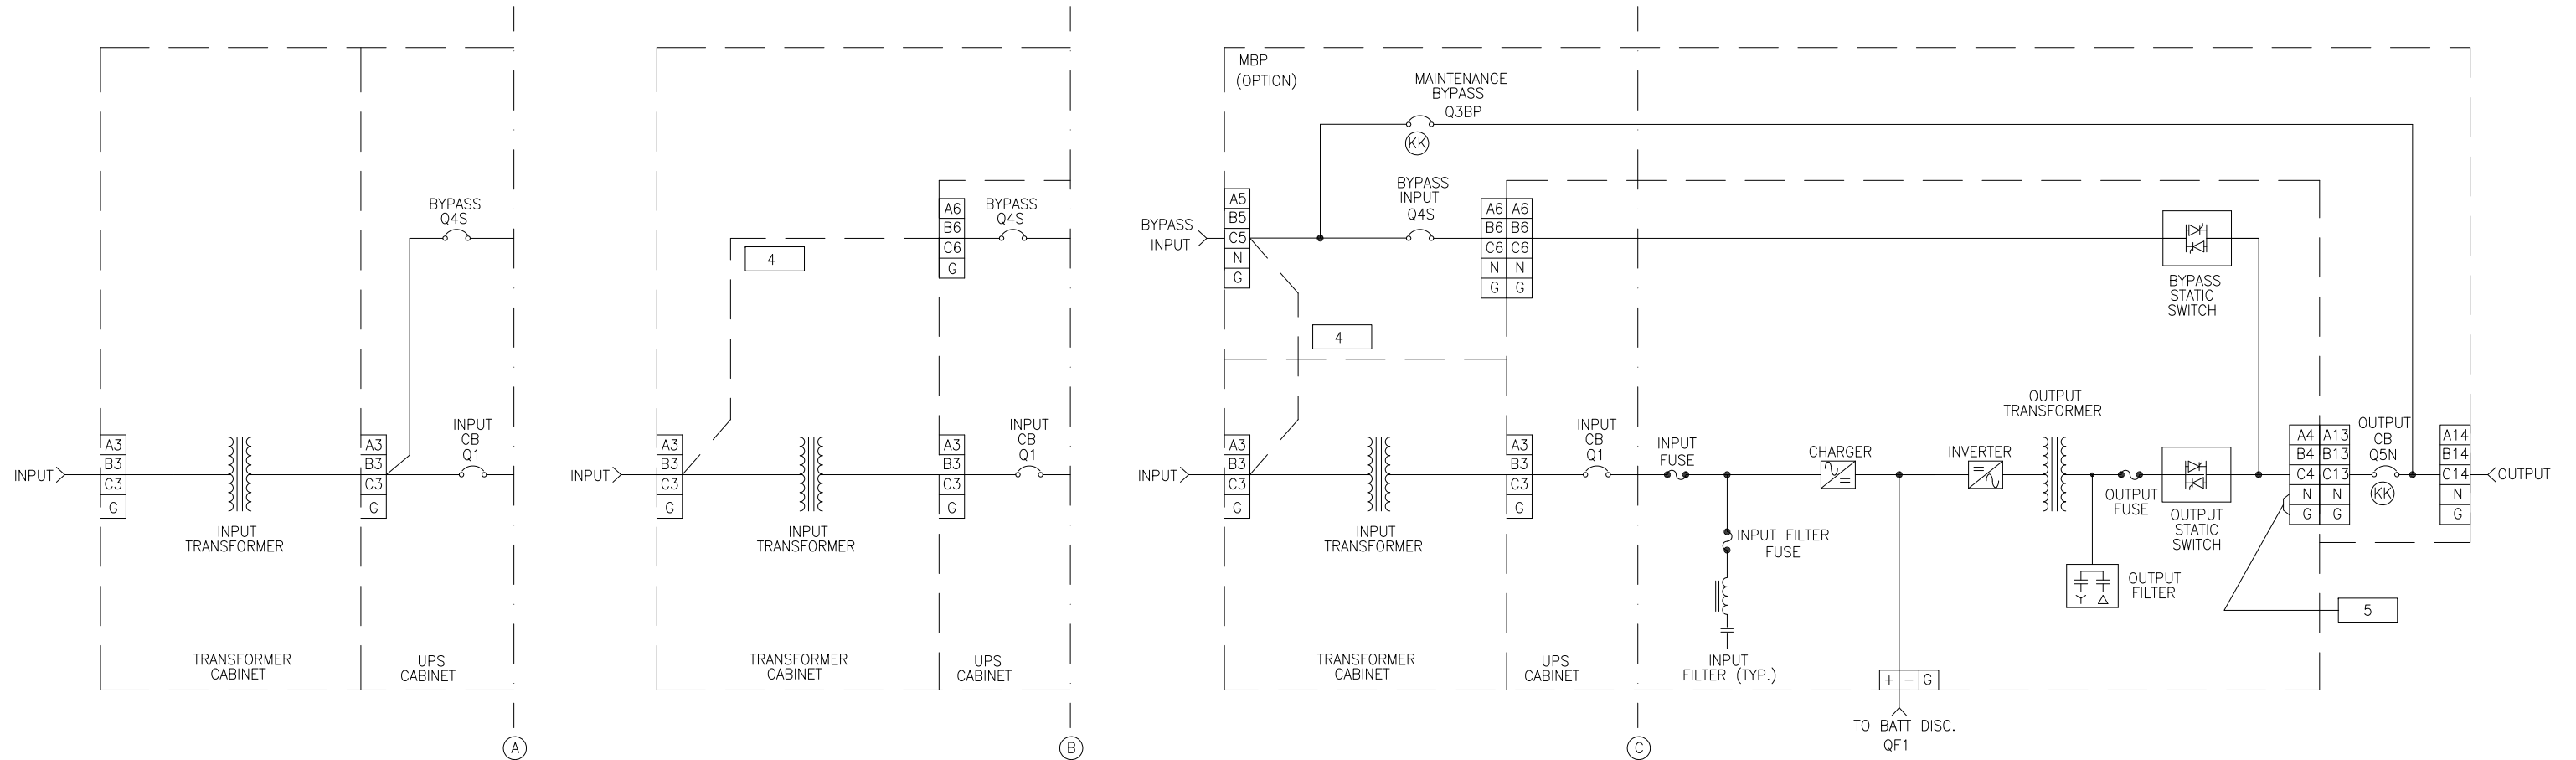 BYPASS
Q4S
INPUT
CB
Q1
INPUT
A3
B3
C3
G
A3
B3
C3
G
INPUT
TRANSFORMER
TRANSFORMER
CABINET
UPS
CABINET
A
4
A6
B6
C6
G
BYPASS
Q4S
INPUT
CB
Q1
INPUT
A3
B3
C3
G
A3
B3
C3
G
INPUT
TRANSFORMER
TRANSFORMER
CABINET
UPS
CABINET
B
MBP
(OPTION)
MAINTENANCE
BYPASS
Q3BP
KK
BYPASS
INPUT
A5
B5
C5
N
G
BYPASS
INPUT
Q4S
A6 A6
B6 B6
C6 C6
N N
G G
BYPASS
STATIC
SWITCH
4
INPUT
A3
B3
C3
G
INPUT
TRANSFORMER
A3
B3
C3
G
INPUT
CB
Q1
INPUT
FUSE
CHARGER
INVERTER
OUTPUT
TRANSFORMER
OUTPUT
FUSE
OUTPUT
STATIC
SWITCH
A4 A13
B4 B13
C4 C13
N N
G G
OUTPUT
CB
Q5N
KK
A14
B14
C14
N
G
OUTPUT
INPUT FILTER
FUSE
OUTPUT
FILTER
5
TRANSFORMER
CABINET
UPS
CABINET
INPUT
FILTER (TYP.)
+ - G
TO BATT DISC.
QF1
C